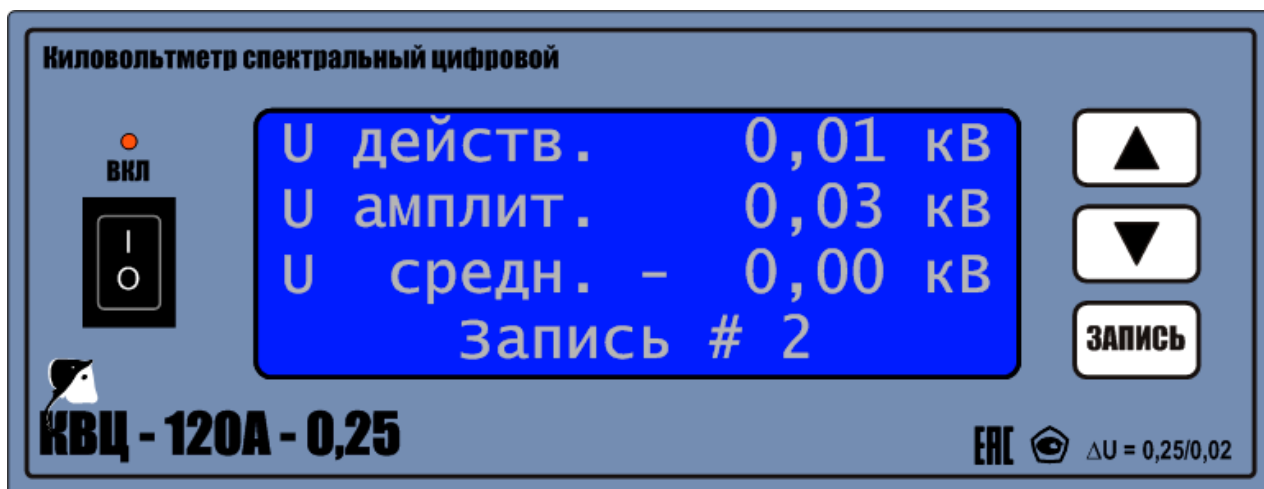 Киловольтметр спектральный цифровой
ВКЛ
U действ. 0,01 кВ
U амплит. 0,03 кВ
U средн. - 0,00 кВ
Запись # 2
▲
▼
ЗАПИСЬ
I
O
КВЦ - 120А - 0,25
ЕАС
ΔU = 0,25/0,02